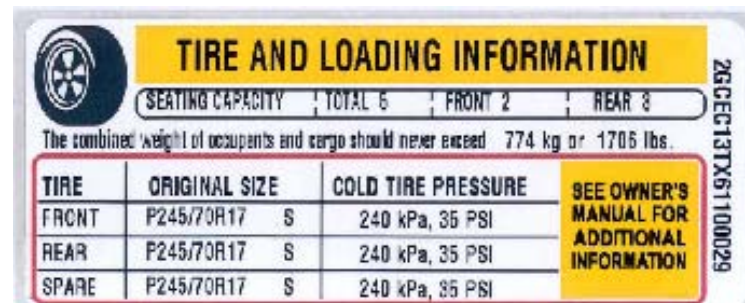 TIRE AND LOADING INFORMATION
SEATING CAPACITY TOTAL 5 FRONT 2 REAR 3
The combined weight of occupants and cargo should never exceed 774 kg or 1706 lbs.
TIRE ORIGINAL SIZE COLD TIRE PRESSURE
FRONT P245/70R17 S 240 kPa, 35 PSI
REAR P245/70R17 S 240 kPa, 35 PSI
SPARE P245/70R17 S 240 kPa, 35 PSI
SEE OWNER'S
MANUAL FOR
ADDITIONAL
INFORMATION
2GCEC13TX61100029